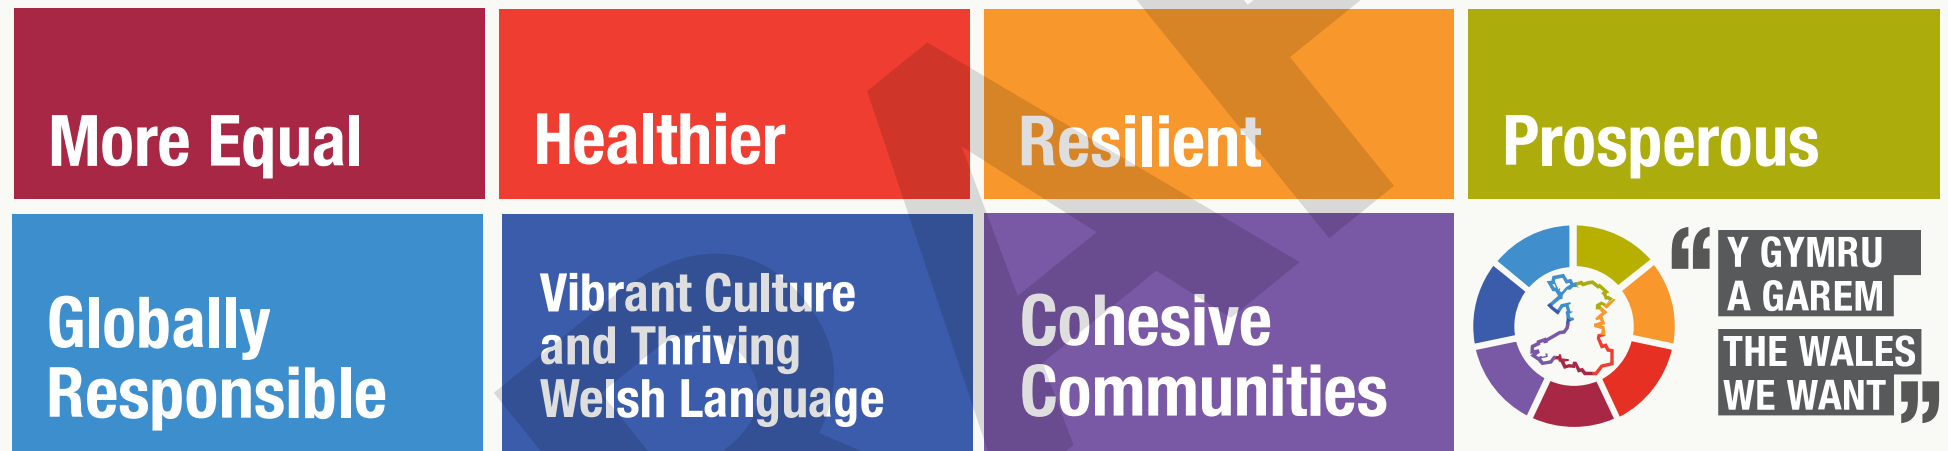 More Equal
Healthier
Resilient
Prosperous
Globally
Responsible
Vibrant Culture
and Thriving
Welsh Language
Cohesive
Communities
“ Y GYMRU
A GAREM
THE WALES
WE WANT ”